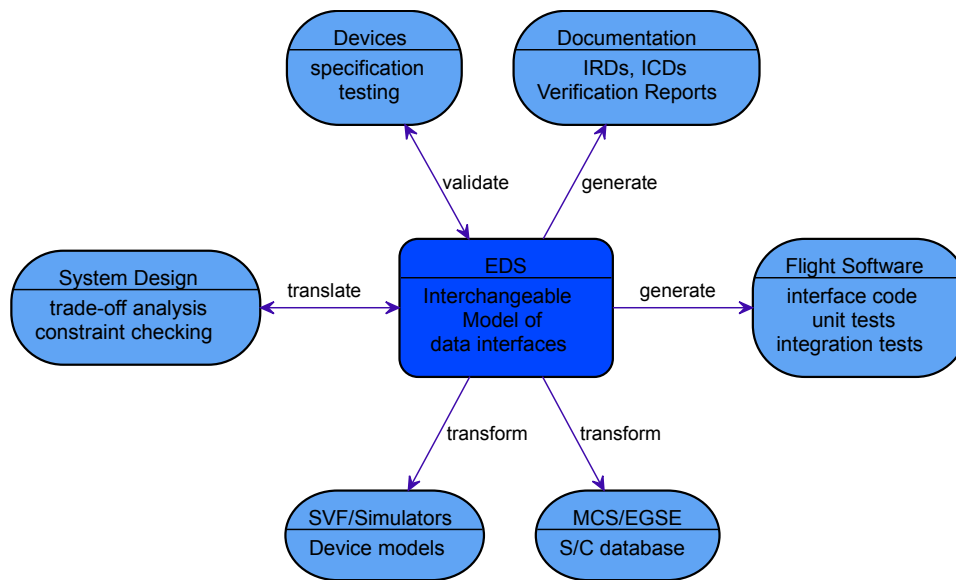 Devices
specification
testing
Documentation
IRDs, ICDs
Verification Reports
validate
generate
System Design
trade-off analysis
constraint checking
translate
EDS
Interchangeable
Model of
data interfaces
generate
Flight Software
interface code
unit tests
integration tests
transform
transform
SVF/Simulators
Device models
MCS/EGSE
S/C database